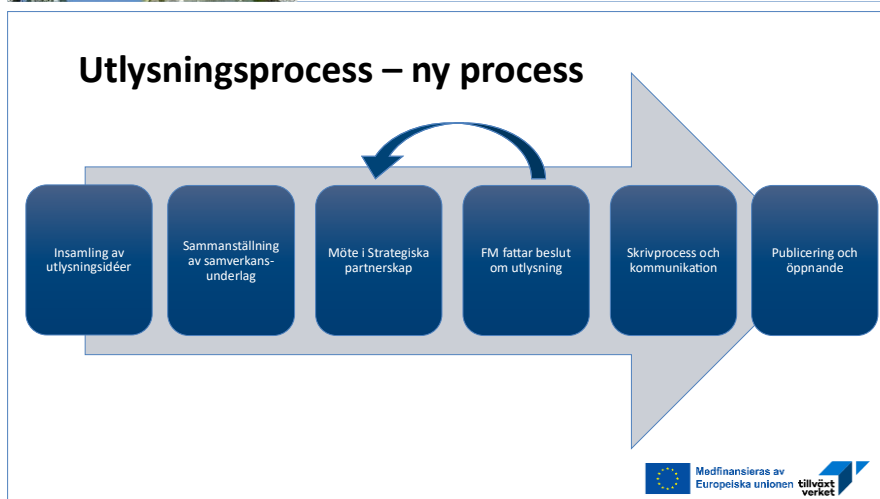 Utlysningsprocess – ny process
Insamling av
utlysningsidéer
Sammanställning
av samverkans-
underlag
Möte i Strategiska
partnerskap
FM fattar beslut
om utlysning
Skrivprocess och
kommunikation
Publicering och
öppnande
Medfinansieras av
Europeiska unionen
tillväxt
verket